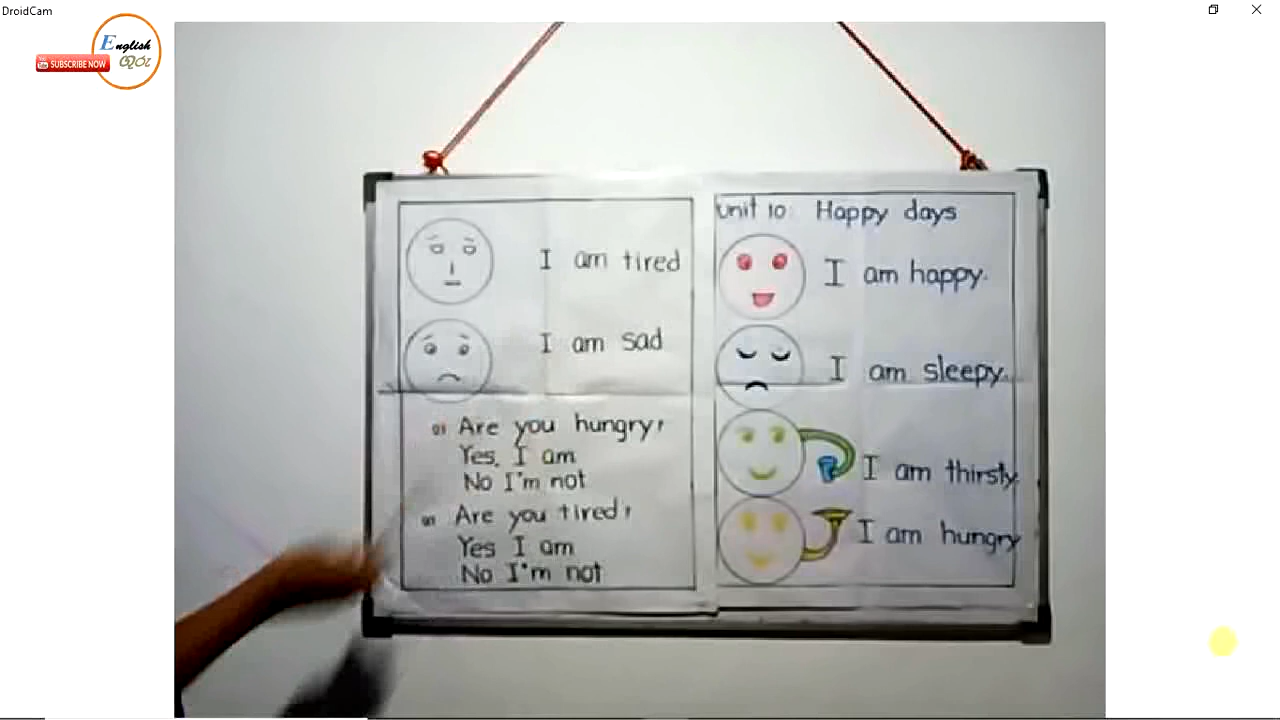 DroidCam
English
ගුරු
SUBSCRIBE NOW
I am tired
I am sad
Are you hungry?
Yes, I am
No I'm not
Are you tired?
Yes I am
No I'm not
Unit 10: Happy days
I am happy.
I am sleepy.
I am thirsty.
I am hungry